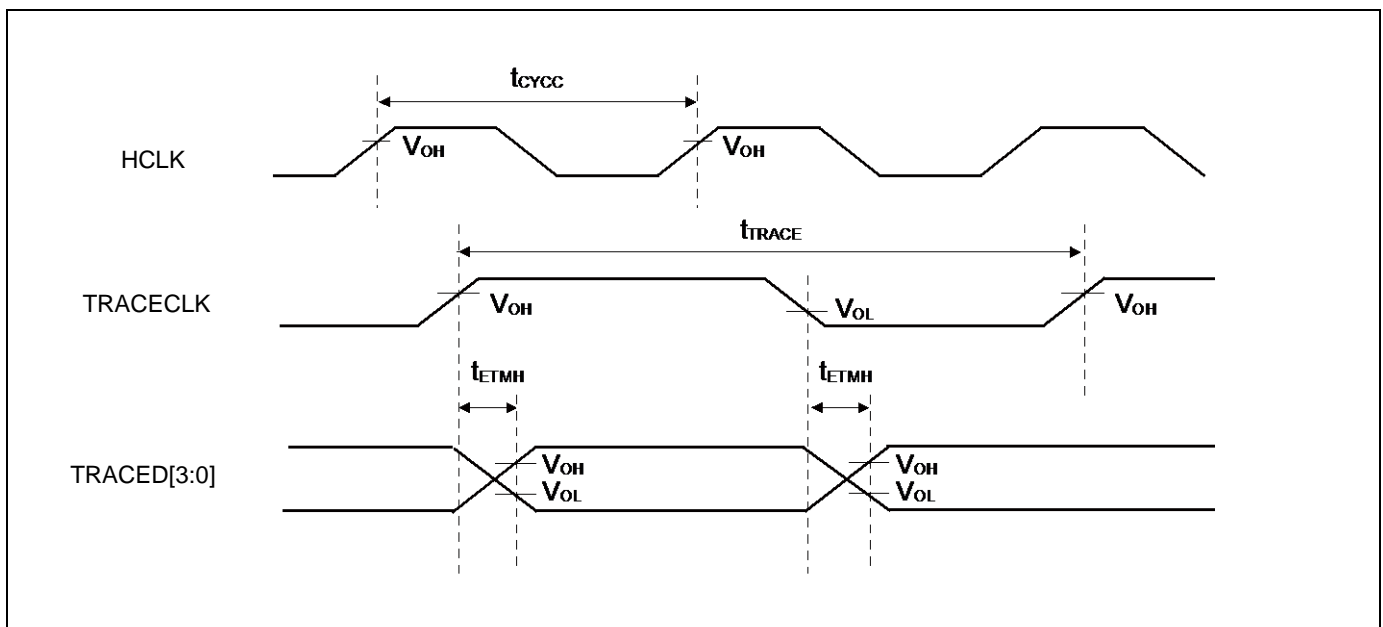 tCYCC
HCLK
VOH
VOH
tTRACE
TRACECLK
VOH
VOL
VOH
tETMH
tETMH
TRACED[3:0]
VOH
VOL
VOH
VOL